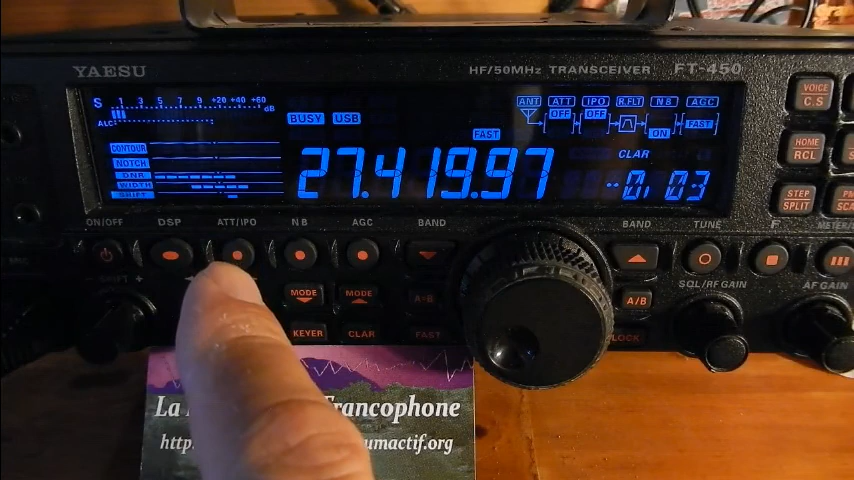 YAESU
HF/50MHz TRANSCEIVER FT-450
S 1 3 5 7 9 +20 +40 +60 dB
ALC
BUSY USB
ANT ATT IPO R.FLT NB AGC
OFF OFF ON FAST
FAST
CONTOUR
NOTCH
DNR
WIDTH
SHIFT
27.419.97
CLAR
-0.03
VOICE
C.S
HOME
RCL
STEP
SPLIT
ON/OFF DSP ATT/IPO NB AGC BAND BAND TUNE F
MODE MODE
A/B
SQL/RF GAIN AF GAIN
KEYER CLAR FAST LOCK
La Francophone